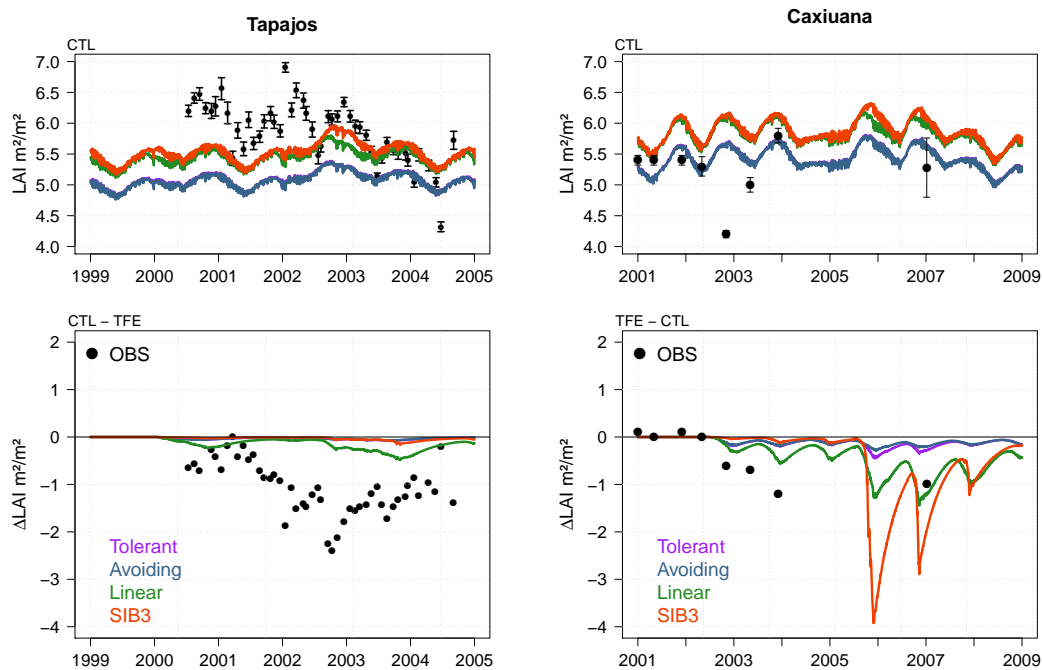 Tapajos
CTL
7.0
6.5
6.0
5.5
5.0
4.5
4.0
LAI m²/m²
1999 2000 2001 2002 2003 2004 2005
Caxiuana
CTL
7.0
6.5
6.0
5.5
5.0
4.5
4.0
LAI m²/m²
2001 2003 2005 2007 2009
CTL − TFE
2
1
0
−1
−2
−3
−4
ΔLAI m²/m²
OBS
Tolerant
Avoiding
Linear
SIB3
1999 2000 2001 2002 2003 2004 2005
TFE − CTL
2
1
0
−1
−2
−3
−4
ΔLAI m²/m²
OBS
Tolerant
Avoiding
Linear
SIB3
2001 2003 2006 2007 2009